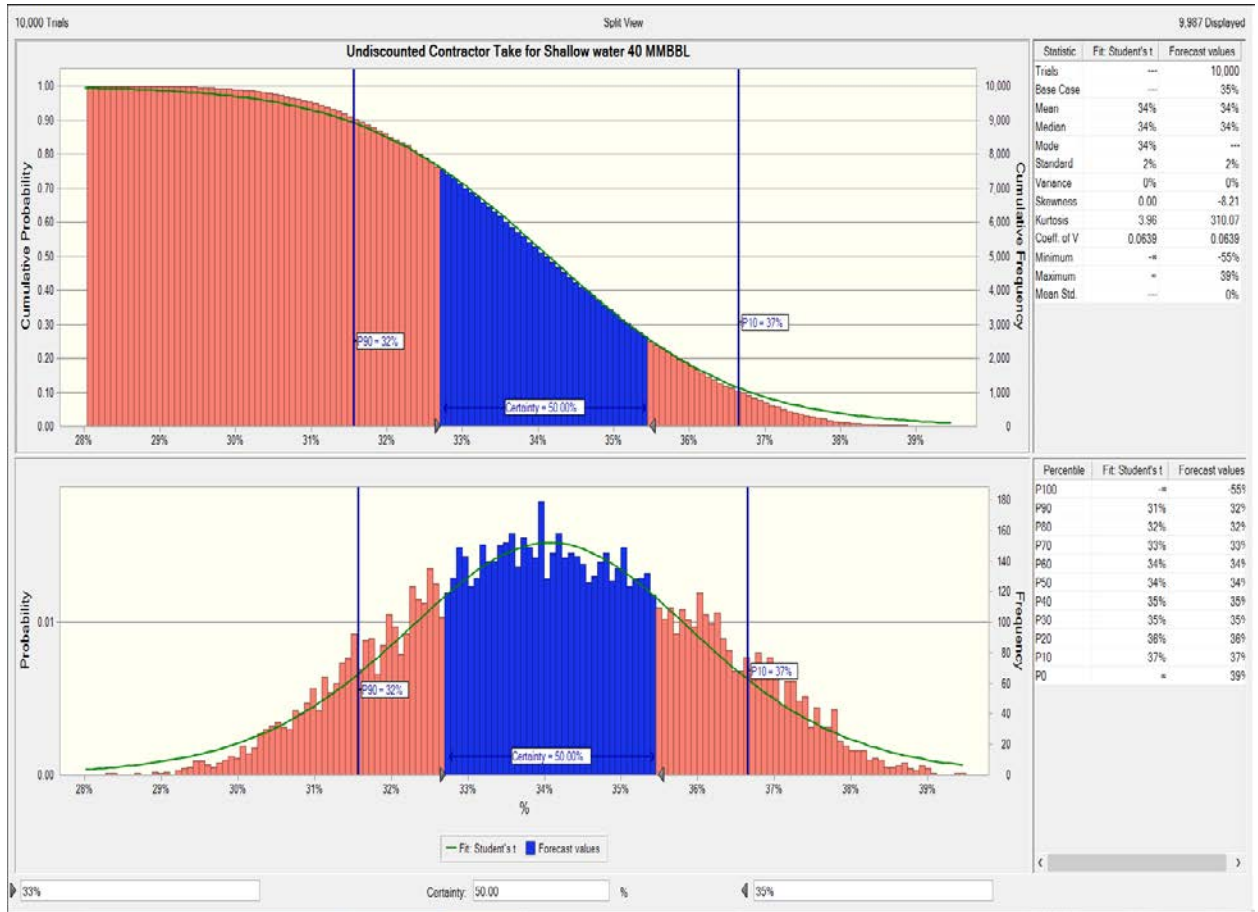 10,000 Trials Split View 9,987 Displayed
Undiscounted Contractor Take for Shallow water 40 MMBBL
Cumulative Probability
1.00
0.90
0.80
0.70
0.60
0.50
0.40
0.30
0.20
0.10
0.00
10,000
9,000
8,000
7,000
6,000
5,000
4,000
3,000
2,000
1,000
0
Cumulative Frequency
P90 = 32%
P10 = 37%
Certainty = 50.00%
28% 29% 30% 31% 32% 33% 34% 35% 36% 37% 38% 39%
Statistic Fit: Student's t Forecast values
Trials --- 10,000
Base Case --- 35%
Mean 34% 34%
Median 34% 34%
Mode 34% ---
Standard 2% 2%
Variance 0% 0%
Skewness 0.00 -8.21
Kurtosis 3.96 310.07
Coeff. of V 0.0639 0.0639
Minimum -∞ -55%
Maximum ∞ 39%
Mean Std. --- 0%
Probability
0.01
0.00
180
160
140
120
100
80
60
40
20
0
Frequency
P90 = 32%
P10 = 37%
Certainty = 50.00%
28% 29% 30% 31% 32% 33% 34% 35% 36% 37% 38% 39%
%
Fit: Student's t Forecast values
Percentile Fit: Student's t Forecast values
P100 -∞ -55%
P90 31% 32%
P80 32% 32%
P70 33% 33%
P60 34% 34%
P50 34% 34%
P40 35% 35%
P30 35% 35%
P20 36% 36%
P10 37% 37%
P0 ∞ 39%
33% Certainty: 50.00 % 35%